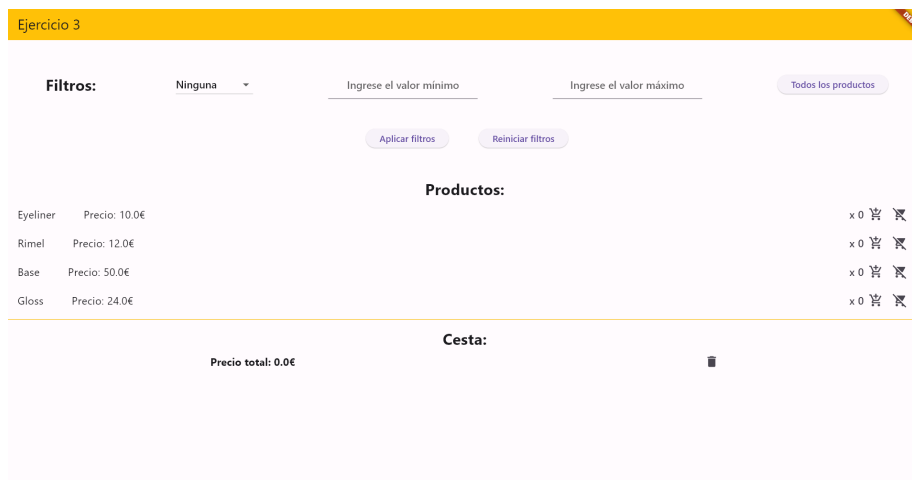 Ejercicio 3
Filtros: Ninguna Ingrese el valor mínimo Ingrese el valor máximo Todos los productos
Aplicar filtros Reiniciar filtros
Productos:
Eyeliner Precio: 10.0€ x 0
Rimel Precio: 12.0€ x 0
Base Precio: 50.0€ x 0
Gloss Precio: 24.0€ x 0
Cesta:
Precio total: 0.0€